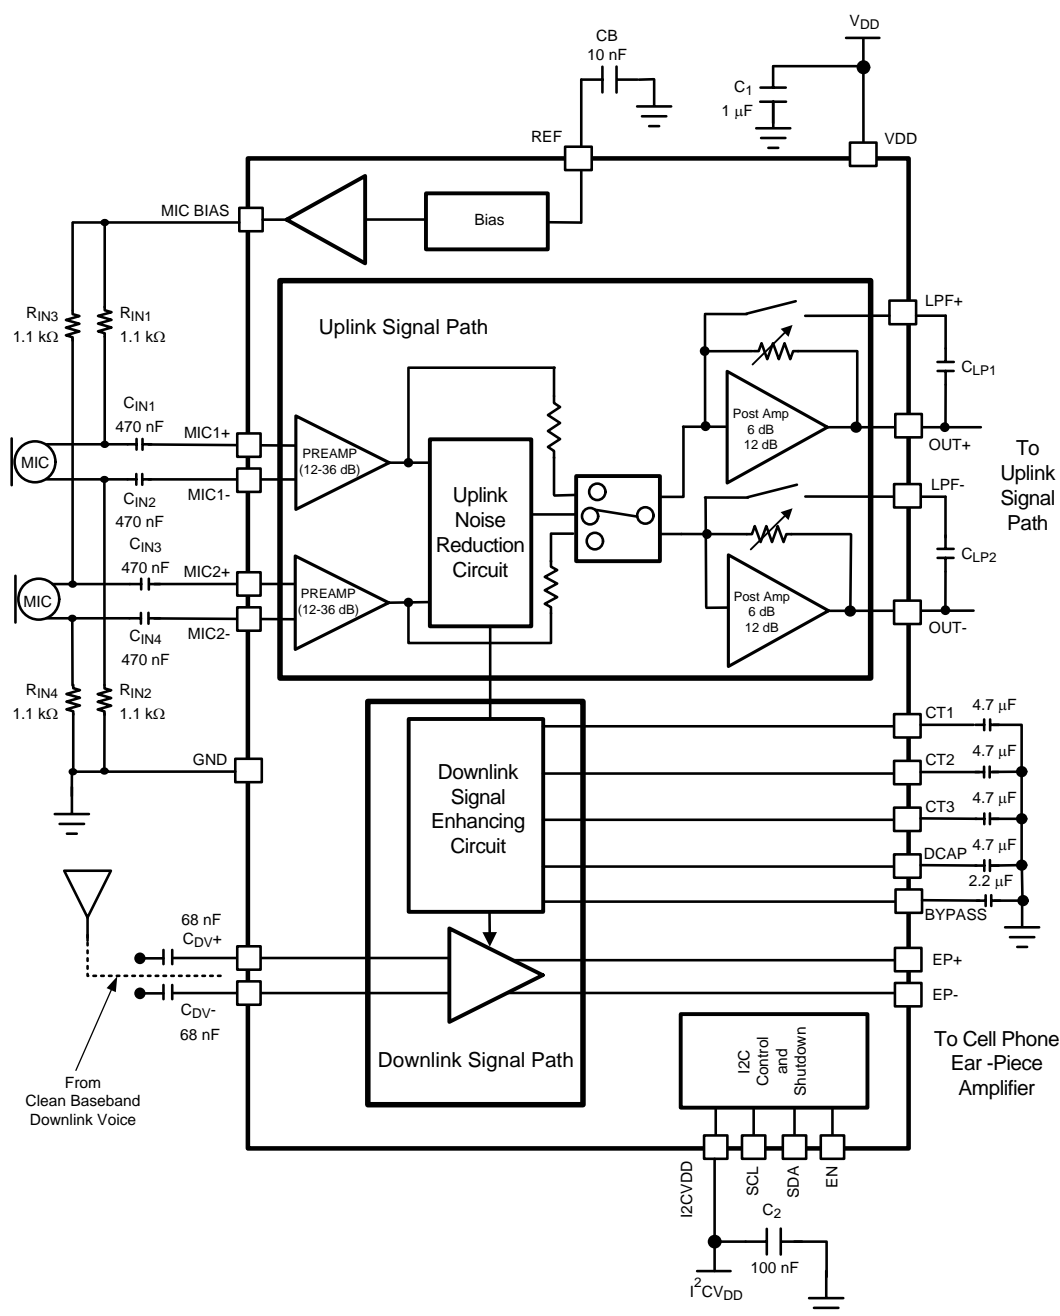 CB
10 nF
V_DD
C_1
1 μF
REF
VDD
MIC BIAS
Bias
R_IN3
1.1 kΩ
R_IN1
1.1 kΩ
Uplink Signal Path
LPF+
C_LP1
C_IN1
470 nF
MIC1+
MIC
MIC1-
C_IN2
470 nF
PREAMP
(12-36 dB)
Uplink
Noise
Reduction
Circuit
Post Amp
6 dB
12 dB
OUT+
LPF-
To
Uplink
Signal
Path
C_IN3
470 nF
MIC2+
MIC
MIC2-
C_IN4
470 nF
PREAMP
(12-36 dB)
Post Amp
6 dB
12 dB
C_LP2
OUT-
R_IN4
1.1 kΩ
R_IN2
1.1 kΩ
GND
Downlink
Signal
Enhancing
Circuit
CT1
4.7 μF
CT2
4.7 μF
CT3
4.7 μF
DCAP
4.7 μF
2.2 μF
BYPASS
68 nF
C_DV+
C_DV-
68 nF
EP+
EP-
From
Clean Baseband
Downlink Voice
Downlink Signal Path
I2C
Control
and
Shutdown
To Cell Phone
Ear -Piece
Amplifier
I2CVDD
SCL
SDA
EN
C_2
100 nF
I²CV_DD